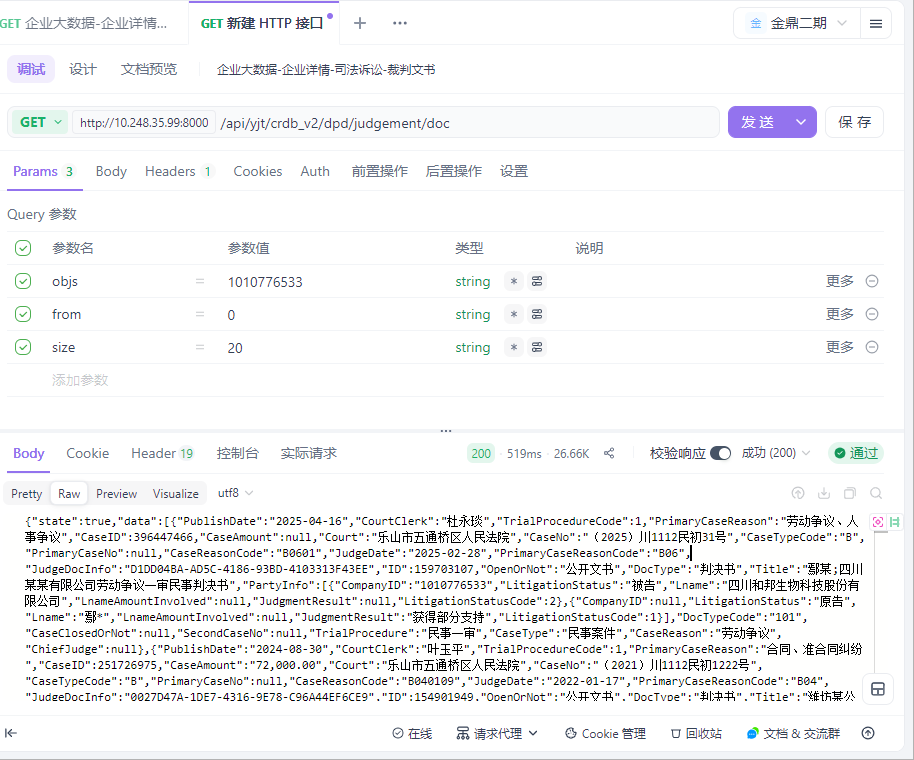 GET 企业大数据-企业详情... GET 新建 HTTP 接口 金 金鼎二期
调试 设计 文档预览 企业大数据-企业详情-司法诉讼-裁判文书
GET http://10.248.35.99:8000 /api/yjt/crdb_v2/dpd/judgement/doc 发 送 保 存
Params 3 Body Headers 1 Cookies Auth 前置操作 后置操作 设置
Query 参数
参数名 参数值 类型 说明
objs = 1010776533 string * 更多
from = 0 string * 更多
size = 20 string * 更多
添加参数
Body Cookie Header 19 控制台 实际请求 200 · 519ms · 26.66K 校验响应 成功 (200) 通过
Pretty Raw Preview Visualize utf8
{"state":true,"data":[{"PublishDate":"2025-04-16","CourtClerk":"杜永琰","TrialProcedureCode":1,"PrimaryCaseReason":"劳动争议、人
事争议","CaseID":396447466,"CaseAmount":null,"Court":"乐山市五通桥区人民法院","CaseNo":"（2025）川1112民初31号","CaseTypeCode":"B",
"PrimaryCaseNo":null,"CaseReasonCode":"B0601","JudgeDate":"2025-02-28","PrimaryCaseReasonCode":"B06",
"JudgeDocInfo":"D1DD04BA-AD5C-4186-93BD-4103313F43EE","ID":159703107,"OpenOrNot":"公开文书","DocType":"判决书","Title":"鄢某;四川
某某有限公司劳动争议一审民事判决书","PartyInfo":[{"CompanyID":"1010776533","LitigationStatus":"被告","Lname":"四川和邦生物科技股份有
限公司","LnameAmountInvolved":null,"JudgmentResult":null,"LitigationStatusCode":2},{"CompanyID":null,"LitigationStatus":"原告",
"Lname":"鄢*","LnameAmountInvolved":null,"JudgmentResult":"获得部分支持","LitigationStatusCode":1}],"DocTypeCode":"101",
"CaseClosedOrNot":null,"SecondCaseNo":null,"TrialProcedure":"民事一审","CaseType":"民事案件","CaseReason":"劳动争议",
"ChiefJudge":null},{"PublishDate":"2024-08-30","CourtClerk":"叶玉平","TrialProcedureCode":1,"PrimaryCaseReason":"合同、准合同纠纷
","CaseID":251726975,"CaseAmount":"72,000.00","Court":"乐山市五通桥区人民法院","CaseNo":"（2021）川1112民初1222号",
"CaseTypeCode":"B","PrimaryCaseNo":null,"CaseReasonCode":"B040109","JudgeDate":"2022-01-17","PrimaryCaseReasonCode":"B04",
"JudgeDocInfo":"0027D47A-1DE7-4316-9E78-C96A44EF6CE9","ID":154901949,"OpenOrNot":"公开文书","DocType":"判决书","Title":"潍坊某公
在线 请求代理 Cookie 管理 回收站 文档 & 交流群